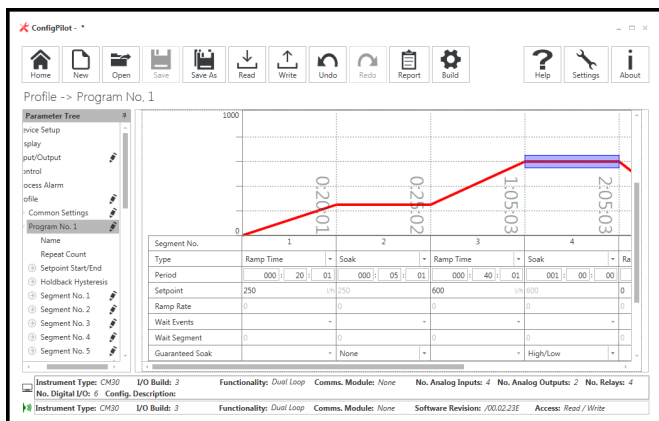 ConfigPilot - *
Home New Open Save Save As Read Write Undo Redo Report Build Help Settings About
Profile -> Program No. 1
Parameter Tree
evice Setup
splay
put/Output
ontrol
ocess Alarm
ofile
Common Settings
Program No. 1
Name
Repeat Count
Setpoint Start/End
Holdback Hysteresis
Segment No. 1
Segment No. 2
Segment No. 3
Segment No. 4
Segment No. 5
1000
0
0:20:01
0:25:02
1:05:03
2:05:03
Segment No. 1 2 3 4
Type Ramp Time Soak Ramp Time Soak Ra
Period 000 : 20 : 01 000 : 05 : 01 000 : 40 : 01 001 : 00 : 00
Setpoint 250 l/h 250 l/h 600 l/h 600 l/h 0
Ramp Rate 0 0 0 0 0
Wait Events
Wait Segment 0 0 0 0 0
Guaranteed Soak None High/Low
Instrument Type: CM30 I/O Build: 3 Functionality: Dual Loop Comms. Module: None No. Analog Inputs: 4 No. Analog Outputs: 2 No. Relays: 4
No. Digital I/O: 6 Config. Description:
Instrument Type: CM30 I/O Build: 3 Functionality: Dual Loop Comms. Module: None Software Revision: /00.02.23E Access: Read / Write